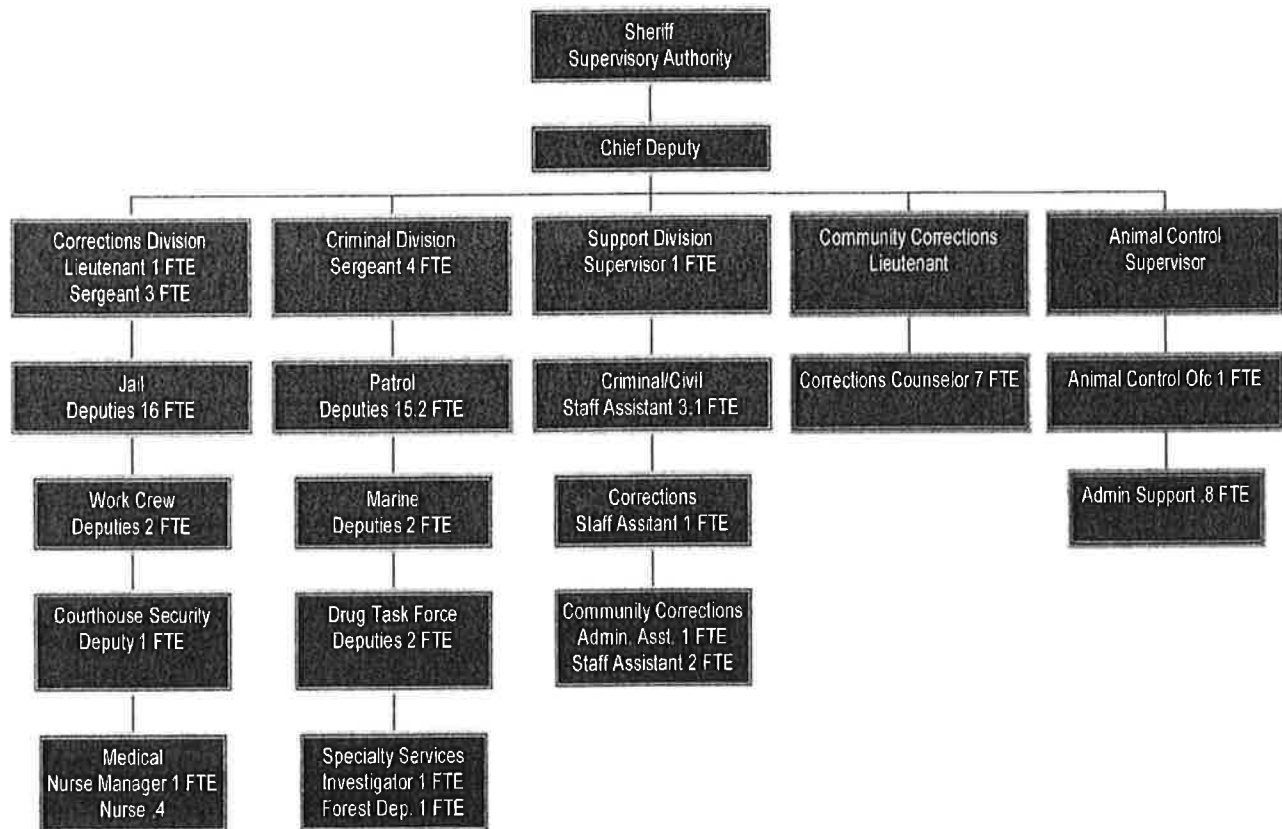 Sheriff
Supervisory Authority
Chief Deputy
Corrections Division
Lieutenant 1 FTE
Sergeant 3 FTE
Criminal Division
Sergeant 4 FTE
Support Division
Supervisor 1 FTE
Community Corrections
Lieutenant
Animal Control
Supervisor
Jail
Deputies 16 FTE
Patrol
Deputies 15.2 FTE
Criminal/Civil
Staff Assistant 3.1 FTE
Corrections Counselor 7 FTE
Animal Control Ofc 1 FTE
Work Crew
Deputies 2 FTE
Marine
Deputies 2 FTE
Corrections
Staff Assitant 1 FTE
Admin Support .8 FTE
Courthouse Security
Deputy 1 FTE
Drug Task Force
Deputies 2 FTE
Community Corrections
Admin. Asst. 1 FTE
Staff Assistant 2 FTE
Medical
Nurse Manager 1 FTE
Nurse .4
Specialty Services
Investigator 1 FTE
Forest Dep. 1 FTE